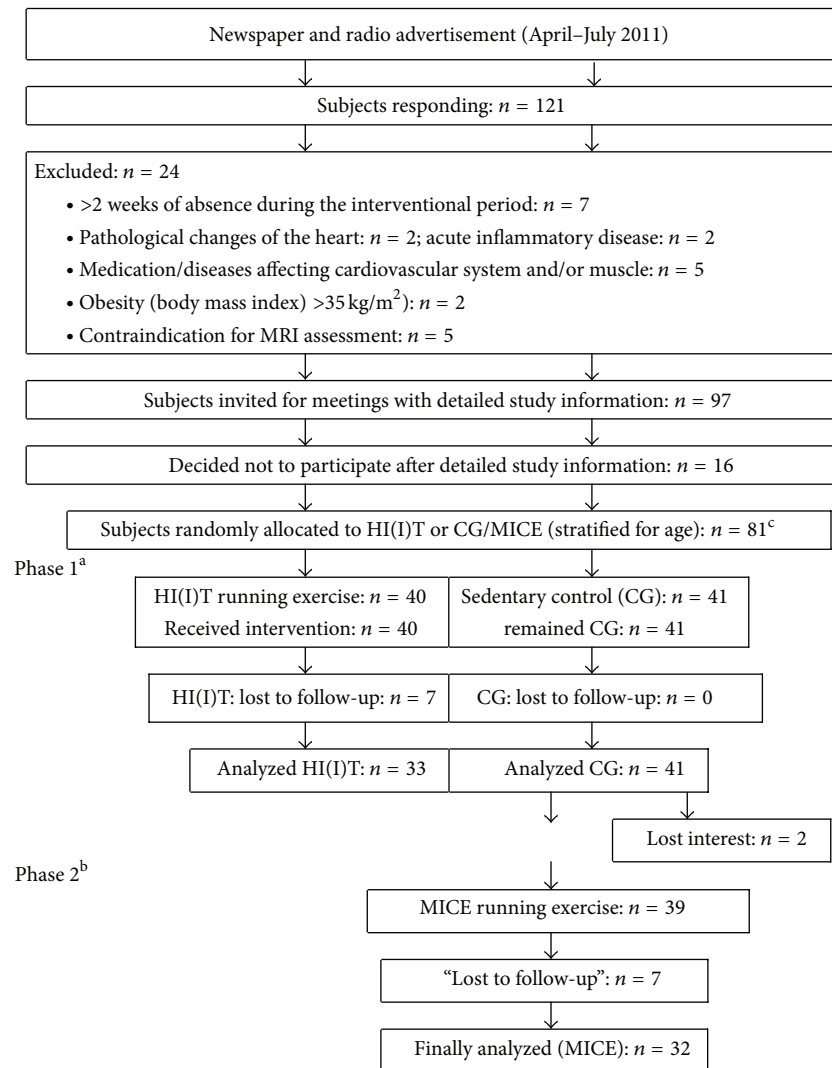 Newspaper and radio advertisement (April–July 2011)
Subjects responding: n = 121
Excluded: n = 24
• >2 weeks of absence during the interventional period: n = 7
• Pathological changes of the heart: n = 2; acute inflammatory disease: n = 2
• Medication/diseases affecting cardiovascular system and/or muscle: n = 5
• Obesity (body mass index) >35 kg/m²): n = 2
• Contraindication for MRI assessment: n = 5
Subjects invited for meetings with detailed study information: n = 97
Decided not to participate after detailed study information: n = 16
Subjects randomly allocated to HI(I)T or CG/MICE (stratified for age): n = 81ᶜ
Phase 1ᵃ
HI(I)T running exercise: n = 40
Received intervention: n = 40
Sedentary control (CG): n = 41
remained CG: n = 41
HI(I)T: lost to follow-up: n = 7
CG: lost to follow-up: n = 0
Analyzed HI(I)T: n = 33
Analyzed CG: n = 41
Lost interest: n = 2
Phase 2ᵇ
MICE running exercise: n = 39
“Lost to follow-up”: n = 7
Finally analyzed (MICE): n = 32